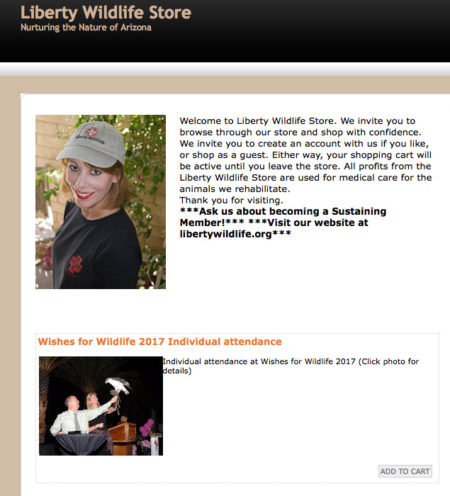 Liberty Wildlife Store
Nurturing the Nature of Arizona
Welcome to Liberty Wildlife Store. We invite you to
browse through our store and shop with confidence.
We invite you to create an account with us if you like,
or shop as a guest. Either way, your shopping cart will
be active until you leave the store. All profits from the
Liberty Wildlife Store are used for medical care for the
animals we rehabilitate.
Thank you for visiting.
***Ask us about becoming a Sustaining
Member!*** ***Visit our website at
libertywildlife.org***
Wishes for Wildlife 2017 Individual attendance
Individual attendance at Wishes for Wildlife 2017 (Click photo for
details)
ADD TO CART